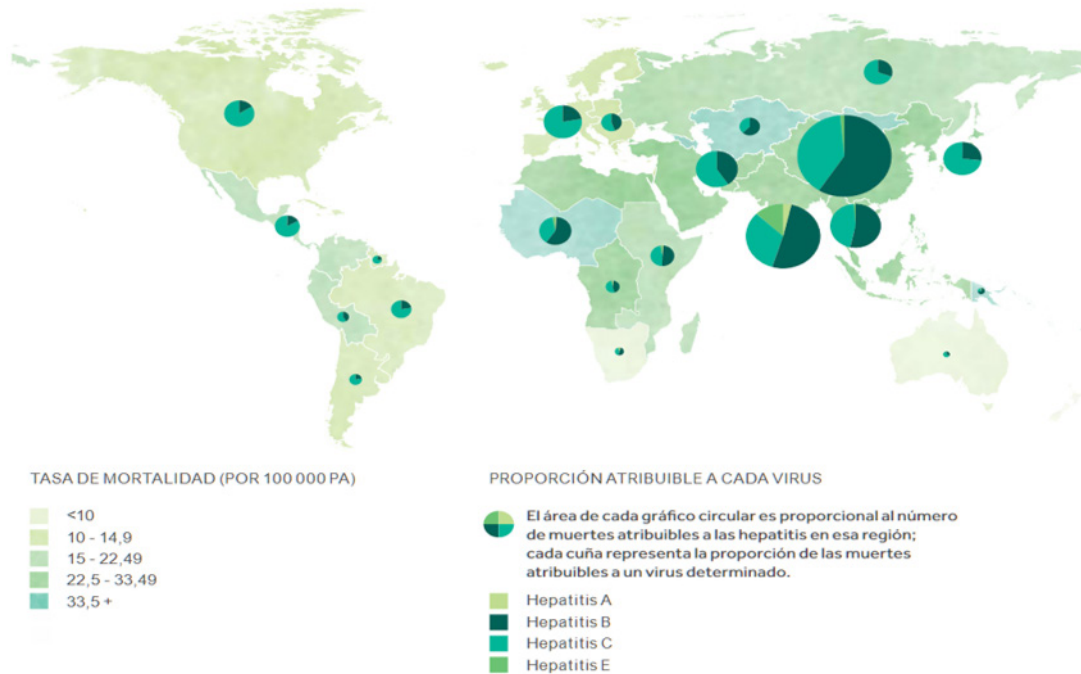 TASA DE MORTALIDAD (POR 100 000 PA)
<10
10 - 14,9
15 - 22,49
22,5 - 33,49
33,5 +
PROPORCIÓN ATRIBUIBLE A CADA VIRUS
El área de cada gráfico circular es proporcional al número
de muertes atribuibles a las hepatitis en esa región;
cada cuña representa la proporción de las muertes
atribuibles a un virus determinado.
Hepatitis A
Hepatitis B
Hepatitis C
Hepatitis E